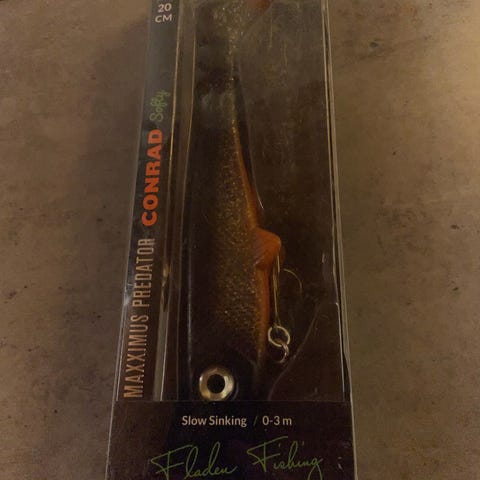 20
CM
MAXXIMUS PREDATOR CONRAD Softy
Slow Sinking / 0-3 m
Fladen Fishing